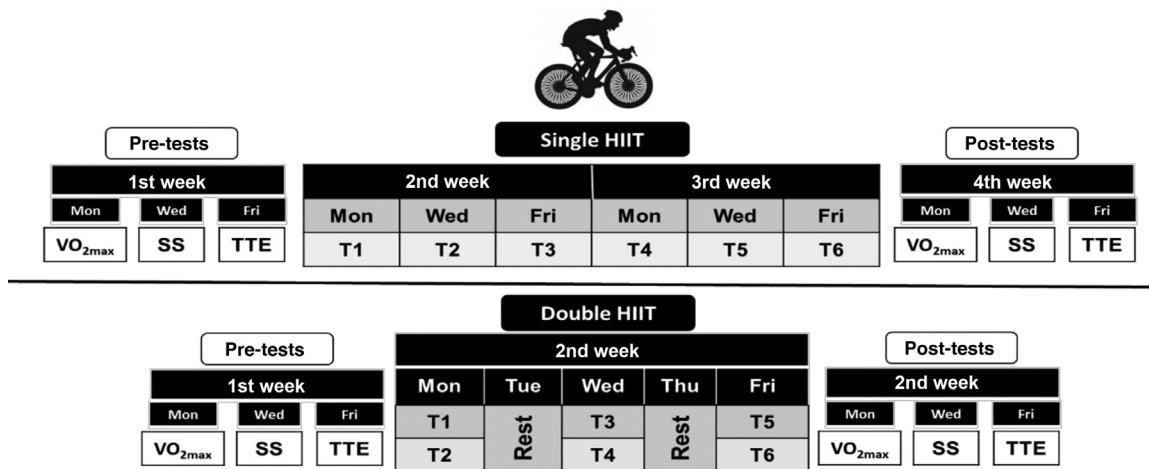 Single HIIT
Pre-tests
Post-tests
1st week
2nd week 3rd week
4th week
Mon Wed Fri
Mon Wed Fri Mon Wed Fri
Mon Wed Fri
VO2max SS TTE
T1 T2 T3 T4 T5 T6
VO2max SS TTE
Double HIIT
Pre-tests
Post-tests
2nd week
1st week
2nd week
Mon Tue Wed Thu Fri
Mon Wed Fri
Mon Wed Fri
T1 Rest T3 Rest T5
T2 T4 T6
VO2max SS TTE
VO2max SS TTE